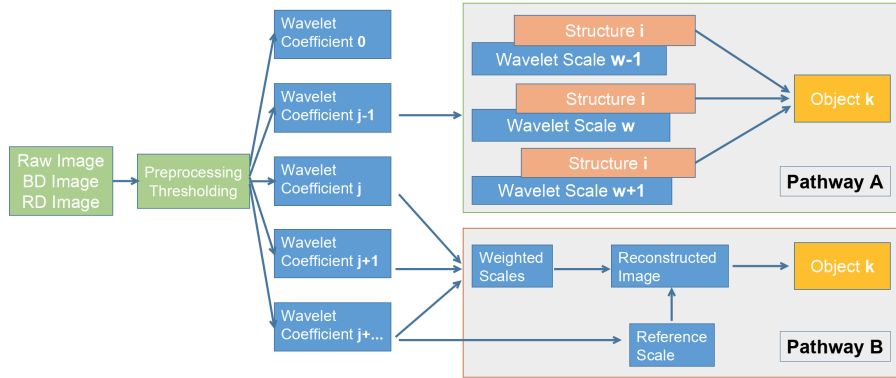 Raw Image
BD Image
RD Image
Preprocessing
Thresholding
Wavelet
Coefficient 0
Wavelet
Coefficient j-1
Wavelet
Coefficient j
Wavelet
Coefficient j+1
Wavelet
Coefficient j+...
Structure i
Wavelet Scale w-1
Structure i
Wavelet Scale w
Structure i
Wavelet Scale w+1
Object k
Pathway A
Weighted
Scales
Reconstructed
Image
Object k
Reference
Scale
Pathway B